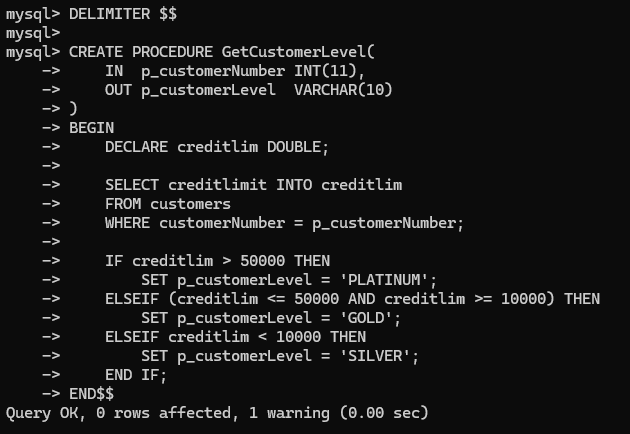 mysql> DELIMITER $$
mysql>
mysql> CREATE PROCEDURE GetCustomerLevel(
    ->     IN  p_customerNumber INT(11),
    ->     OUT p_customerLevel  VARCHAR(10)
    -> )
    -> BEGIN
    ->     DECLARE creditlim DOUBLE;
    ->
    ->     SELECT creditlimit INTO creditlim
    ->     FROM customers
    ->     WHERE customerNumber = p_customerNumber;
    ->
    ->     IF creditlim > 50000 THEN
    ->         SET p_customerLevel = 'PLATINUM';
    ->     ELSEIF (creditlim <= 50000 AND creditlim >= 10000) THEN
    ->         SET p_customerLevel = 'GOLD';
    ->     ELSEIF creditlim < 10000 THEN
    ->         SET p_customerLevel = 'SILVER';
    ->     END IF;
    -> END$$
Query OK, 0 rows affected, 1 warning (0.00 sec)